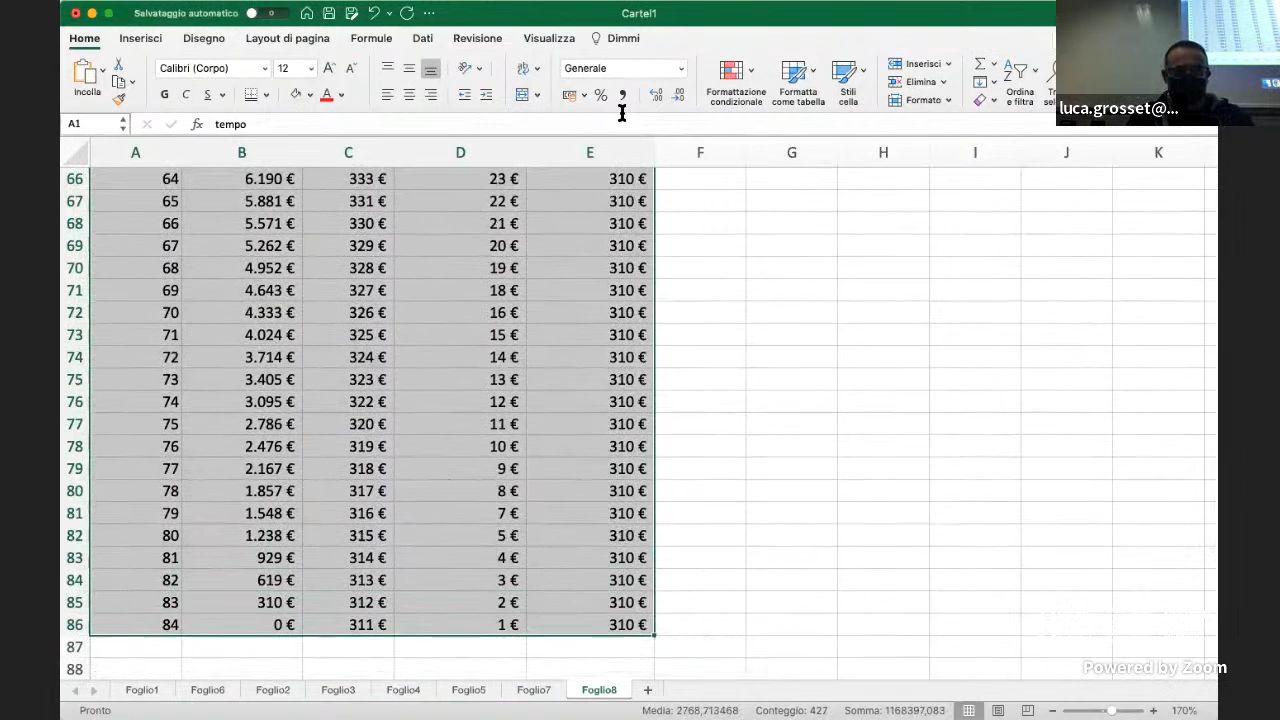 Salvataggio automatico 0 ... Cartel1
Home Inserisci Disegno Layout di pagina Dati Revisione Dimmi
Incolla Calibri (Corpo) 12 A Inserisci
G C S A % Elimina
Formattazione condizionale Formattazione come tabella Stili cella Formato Ordina e filtra
luca.grosset@...
A1 fx tempo
A B C D E F G H I J K
66 64 6.190 € 333 € 23 € 310 €
67 65 5.881 € 331 € 22 € 310 €
68 66 5.571 € 330 € 21 € 310 €
69 67 5.262 € 329 € 20 € 310 €
70 68 4.952 € 328 € 19 € 310 €
71 69 4.643 € 327 € 18 € 310 €
72 70 4.333 € 326 € 16 € 310 €
73 71 4.024 € 325 € 15 € 310 €
74 72 3.714 € 324 € 14 € 310 €
75 73 3.405 € 323 € 13 € 310 €
76 74 3.095 € 322 € 12 € 310 €
77 75 2.786 € 320 € 11 € 310 €
78 76 2.476 € 319 € 10 € 310 €
79 77 2.167 € 318 € 9 € 310 €
80 78 1.857 € 317 € 8 € 310 €
81 79 1.548 € 316 € 7 € 310 €
82 80 1.238 € 315 € 5 € 310 €
83 81 929 € 314 € 4 € 310 €
84 82 619 € 313 € 3 € 310 €
85 83 310 € 312 € 2 € 310 €
86 84 0 € 311 € 1 € 310 €
87
88
Powered by Zoom
Foglio1 Foglio6 Foglio2 Foglio3 Foglio4 Foglio5 Foglio7 Foglio8 +
Pronto Media: 2768,713468 Conteggio: 427 Somma: 1168397,083 170%